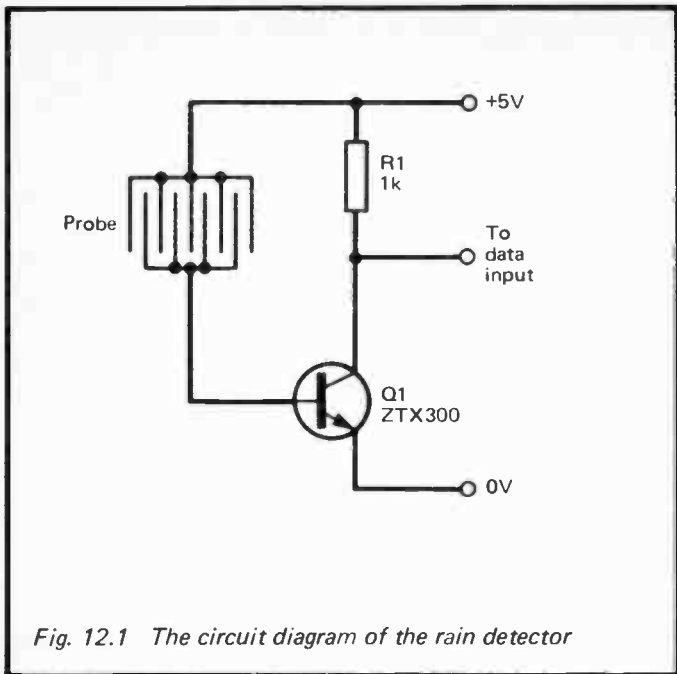 +5V
R1
1k
Probe
To
data
input
Q1
ZTX300
0V
Fig. 12.1 The circuit diagram of the rain detector